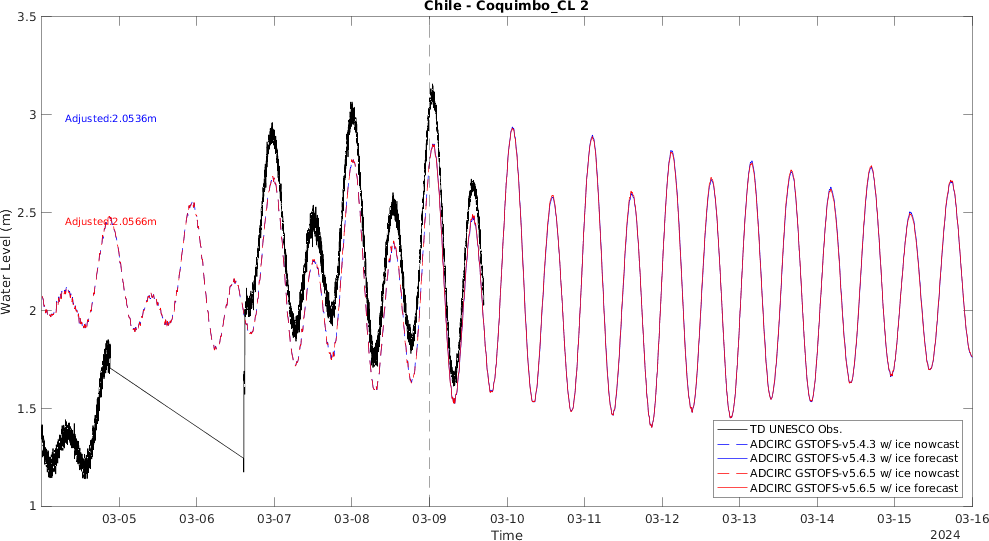 Chile - Coquimbo_CL 2
3.5
3
2.5
2
1.5
1
Water Level (m)
Adjusted:2.0536m
Adjusted:2.0566m
TD UNESCO Obs.
ADCIRC GSTOFS-v5.4.3 w/ ice nowcast
ADCIRC GSTOFS-v5.4.3 w/ ice forecast
ADCIRC GSTOFS-v5.6.5 w/ ice nowcast
ADCIRC GSTOFS-v5.6.5 w/ ice forecast
03-05 03-06 03-07 03-08 03-09 03-10 03-11 03-12 03-13 03-14 03-15 03-16
Time
2024